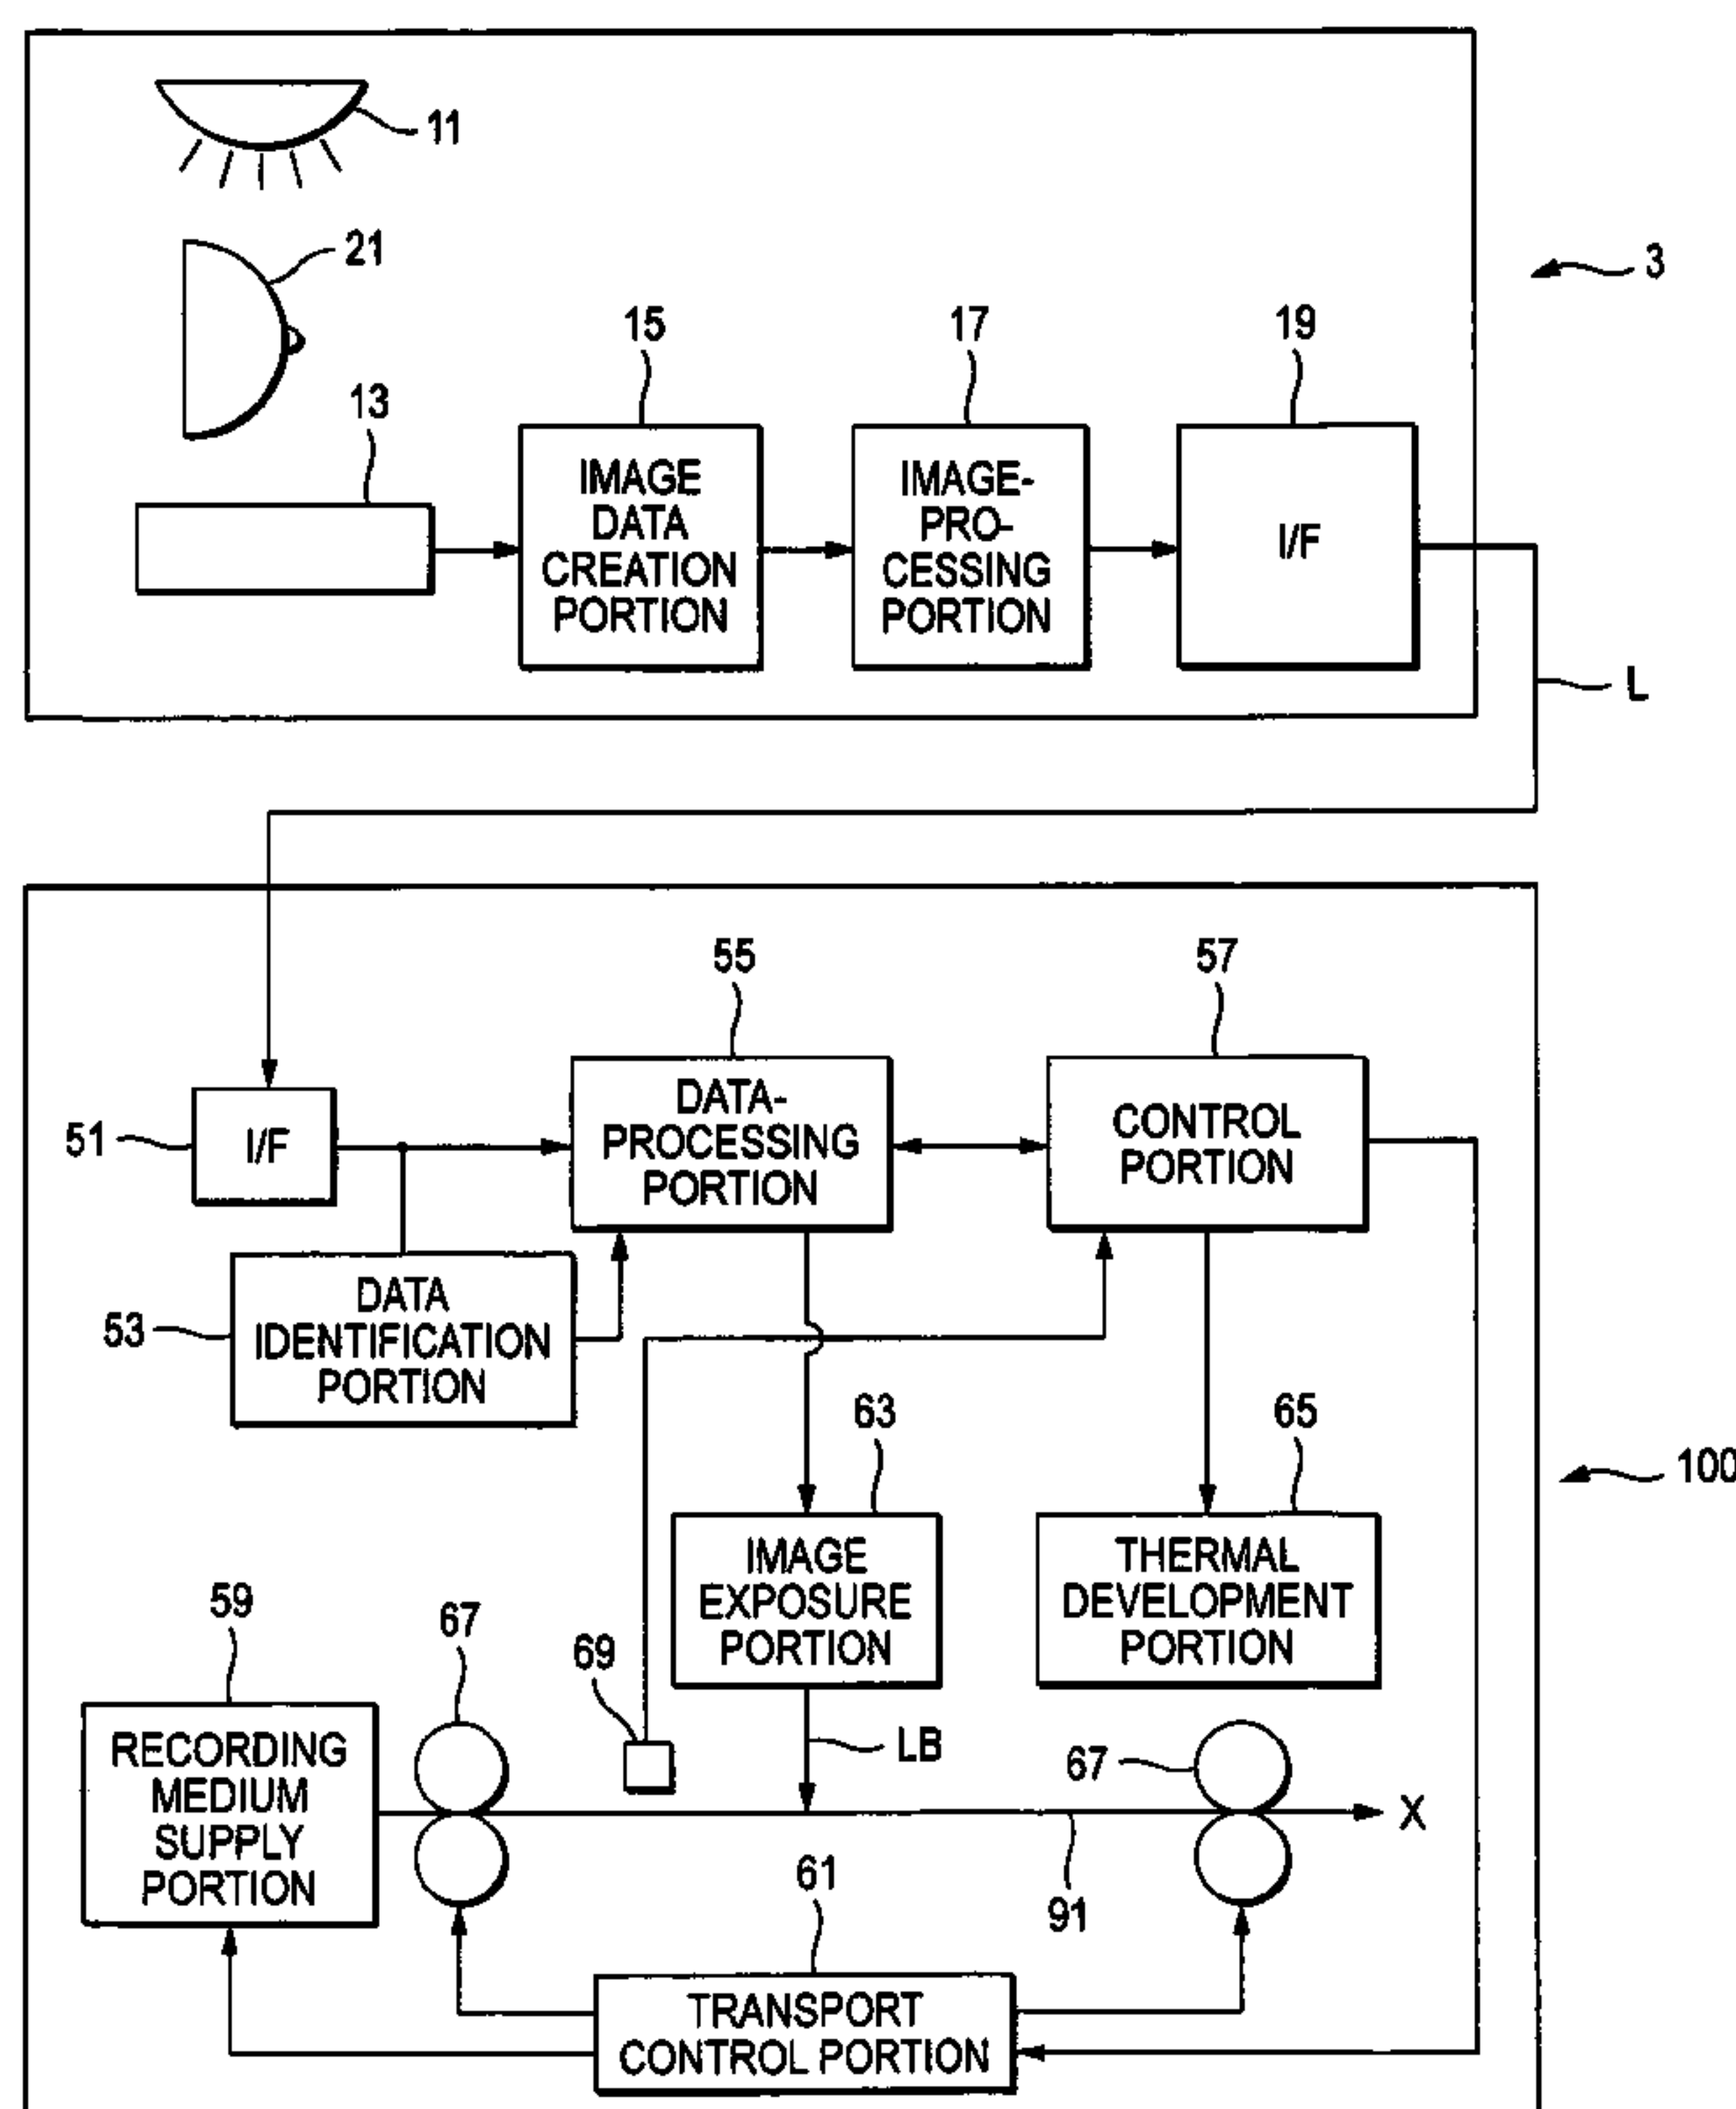 11
21
3
15
17
19
13
IMAGE
DATA
CREATION
PORTION
IMAGE-
PRO-
CESSING
PORTION
I/F
L
55
57
51
I/F
DATA-
PROCESSING
PORTION
CONTROL
PORTION
53
DATA
IDENTIFICATION
PORTION
63
65
100
IMAGE
EXPOSURE
PORTION
THERMAL
DEVELOPMENT
PORTION
59
67
69
LB
67
RECORDING
MEDIUM
SUPPLY
PORTION
X
61
91
TRANSPORT
CONTROL PORTION